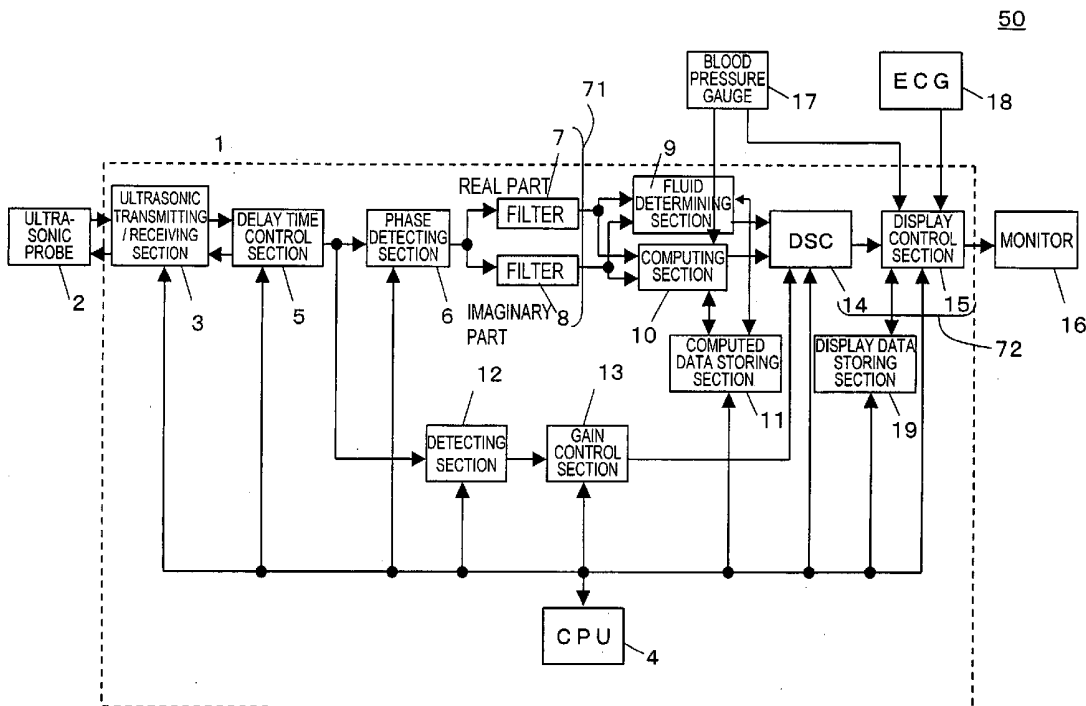 50
BLOOD
PRESSURE
GAUGE
17
ECG
18
71
1
7
9
REAL PART
FILTER
FLUID
DETERMINING
SECTION
ULTRA-
SONIC
PROBE
2
ULTRASONIC
TRANSMITTING
/ RECEIVING
SECTION
3
DELAY TIME
CONTROL
SECTION
5
PHASE
DETECTING
SECTION
6
FILTER
8
IMAGINARY
PART
COMPUTING
SECTION
10
DSC
14
DISPLAY
CONTROL
SECTION
15
MONITOR
16
72
COMPUTED
DATA STORING
SECTION
11
DISPLAY DATA
STORING
SECTION
19
12
DETECTING
SECTION
13
GAIN
CONTROL
SECTION
CPU
4